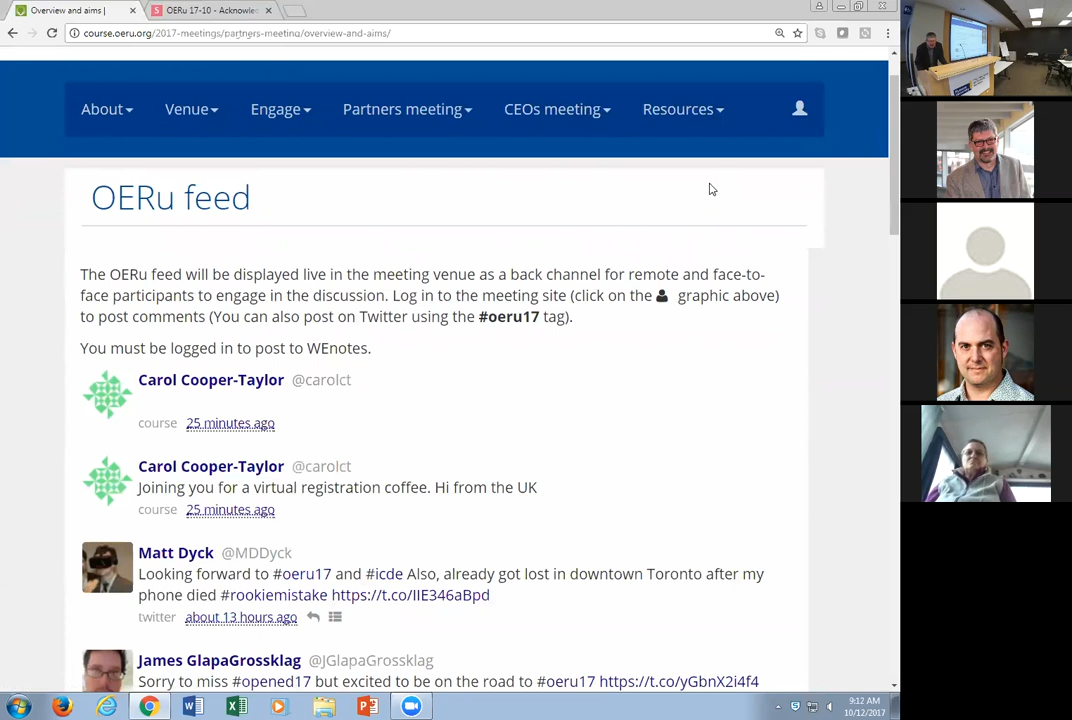 Overview and aims |
OERu 17-10 - Acknowle
course.oeru.org/2017-meetings/partners-meeting/overview-and-aims/
About Venue Engage Partners meeting CEOs meeting Resources
OERu feed
The OERu feed will be displayed live in the meeting venue as a back channel for remote and face-to-
face participants to engage in the discussion. Log in to the meeting site (click on the graphic above)
to post comments (You can also post on Twitter using the #oeru17 tag).
You must be logged in to post to WEnotes.
Carol Cooper-Taylor @carolct
course 25 minutes ago
Carol Cooper-Taylor @carolct
Joining you for a virtual registration coffee. Hi from the UK
course 25 minutes ago
Matt Dyck @MDDyck
Looking forward to #oeru17 and #icde Also, already got lost in downtown Toronto after my
phone died #rookiemistake https://t.co/IIE346aBpd
twitter about 13 hours ago
James GlapaGrossklag @JGlapaGrossklag
Sorry to miss #opened17 but excited to be on the road to #oeru17 https://t.co/yGbnX2i4f4
9:12 AM
10/12/2017